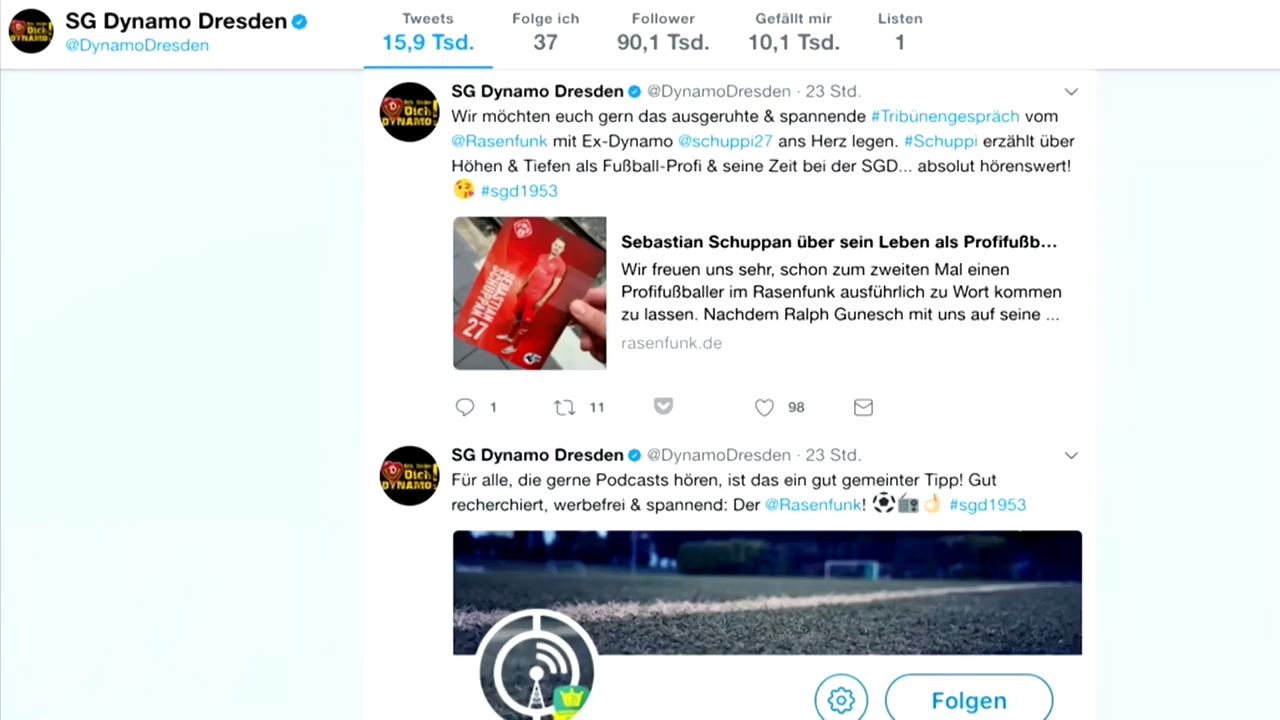 SG Dynamo Dresden
@DynamoDresden
Tweets
15,9 Tsd.
Folge ich
37
Follower
90,1 Tsd.
Gefällt mir
10,1 Tsd.
Listen
1
SG Dynamo Dresden @DynamoDresden · 23 Std.
Wir möchten euch gern das ausgeruhte & spannende #Tribünengespräch vom
@Rasenfunk mit Ex-Dynamo @schuppi27 ans Herz legen. #Schuppi erzählt über
Höhen & Tiefen als Fußball-Profi & seine Zeit bei der SGD... absolut hörenswert!
😘 #sgd1953
SEBASTIAN
SCHUPPAN
27
Sebastian Schuppan über sein Leben als Profifußb...
Wir freuen uns sehr, schon zum zweiten Mal einen
Profifußballer im Rasenfunk ausführlich zu Wort kommen
zu lassen. Nachdem Ralph Gunesch mit uns auf seine ...
rasenfunk.de
1
11
98
SG Dynamo Dresden @DynamoDresden · 23 Std.
Für alle, die gerne Podcasts hören, ist das ein gut gemeinter Tipp! Gut
recherchiert, werbefrei & spannend: Der @Rasenfunk! ⚽📻👌🏻 #sgd1953
Folgen